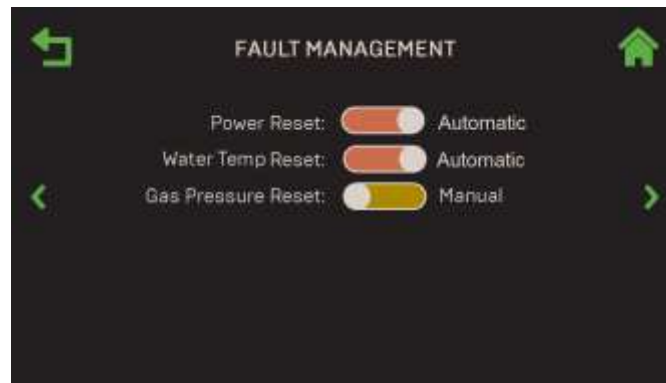 FAULT MANAGEMENT
Power Reset: Automatic
Water Temp Reset: Automatic
Gas Pressure Reset: Manual